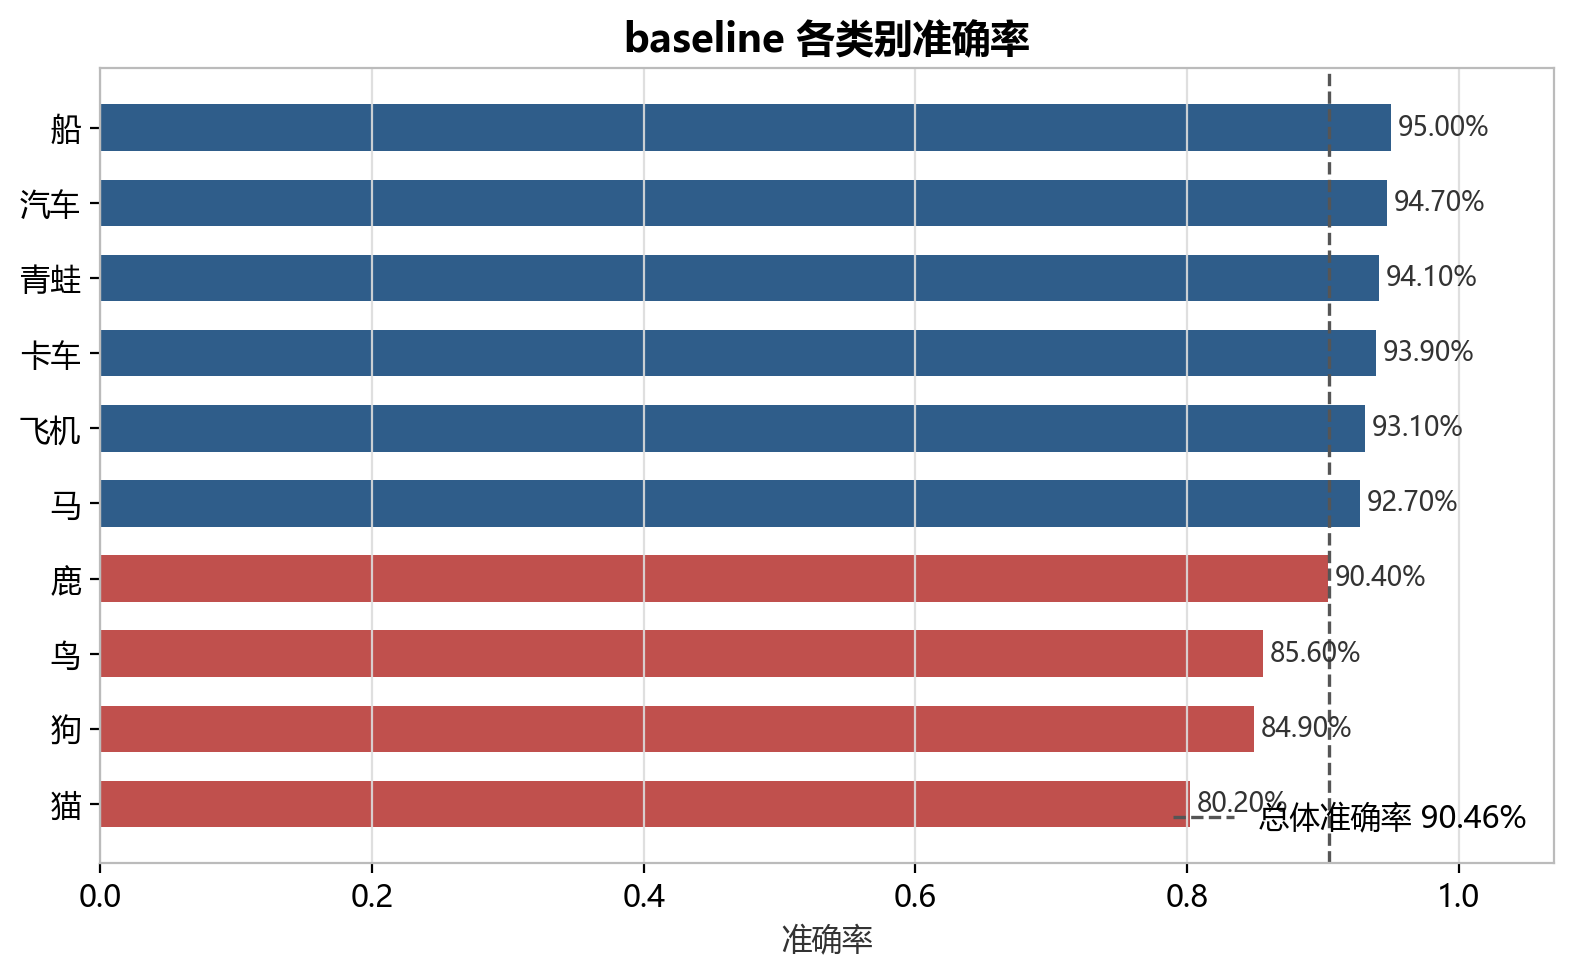 baseline 各类别准确率
船 95.00%
汽车 94.70%
青蛙 94.10%
卡车 93.90%
飞机 93.10%
马 92.70%
鹿 90.40%
鸟 85.60%
狗 84.90%
猫 80.20%
总体准确率 90.46%
0.0 0.2 0.4 0.6 0.8 1.0
准确率